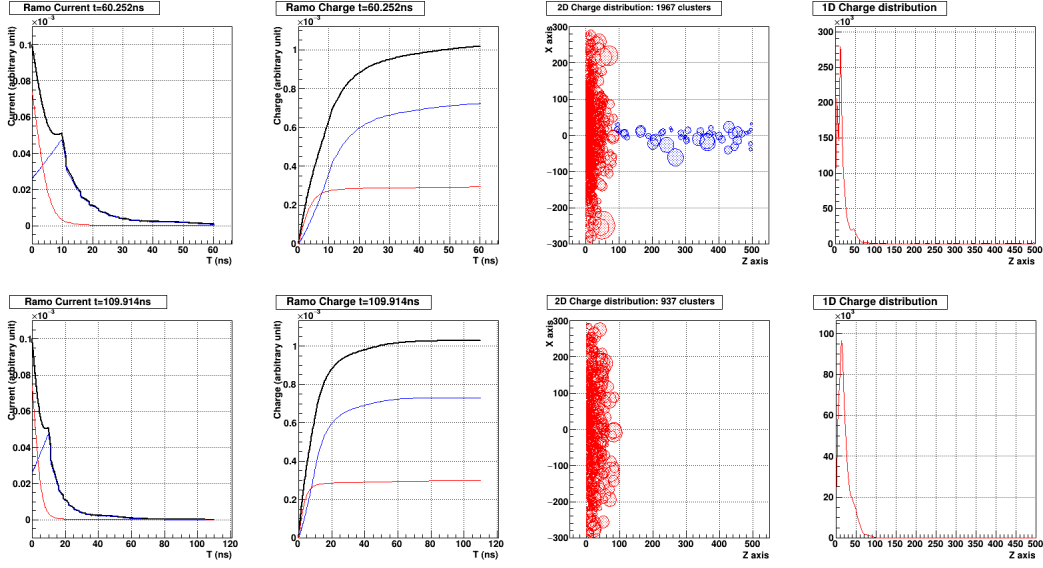 Ramo Current t=60.252ns
×10⁻³
Current (arbitrary unit)
0.1
0.08
0.06
0.04
0.02
0
0 10 20 30 40 50 60
T (ns)
Ramo Charge t=60.252ns
×10⁻³
Charge (arbitrary unit)
1
0.8
0.6
0.4
0.2
0
0 10 20 30 40 50 60
T (ns)
2D Charge distribution: 1967 clusters
X axis
300
200
100
0
−100
−200
−300
−50 0 100 200 300 400 500
Z axis
1D Charge distribution
×10³
300
250
200
150
100
50
0
0 50 100 150 200 250 300 350 400 450 500
Z axis
Ramo Current t=109.914ns
×10⁻³
Current (arbitrary unit)
0.1
0.08
0.06
0.04
0.02
0
0 20 40 60 80 100 120
T (ns)
Ramo Charge t=109.914ns
×10⁻³
Charge (arbitrary unit)
1
0.8
0.6
0.4
0.2
0
0 20 40 60 80 100 120
T (ns)
2D Charge distribution: 937 clusters
X axis
300
200
100
0
−100
−200
−300
−50 0 100 200 300 400 500
Z axis
1D Charge distribution
×10³
100
80
60
40
20
0
0 50 100 150 200 250 300 350 400 450 500
Z axis